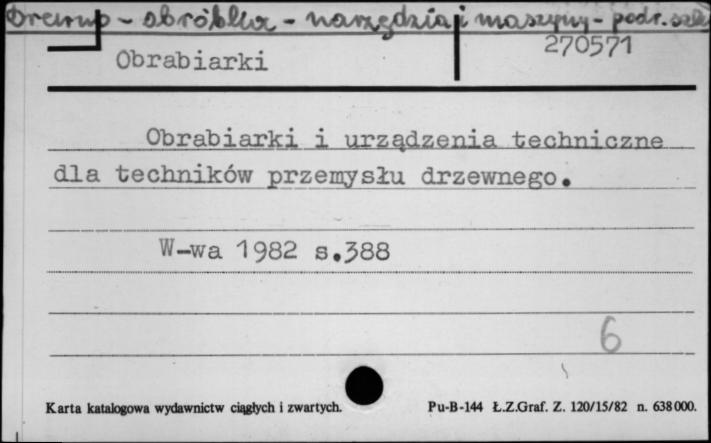 Drewno - obróbka - narzędzia i maszyny - podr. szk.
270571
Obrabiarki
Obrabiarki i urządzenia techniczne
dla techników przemysłu drzewnego.
W-wa 1982 s.388
6
Karta katalogowa wydawnictw ciągłych i zwartych. Pu-B-144 Ł.Z.Graf. Z. 120/15/82 n. 638000.